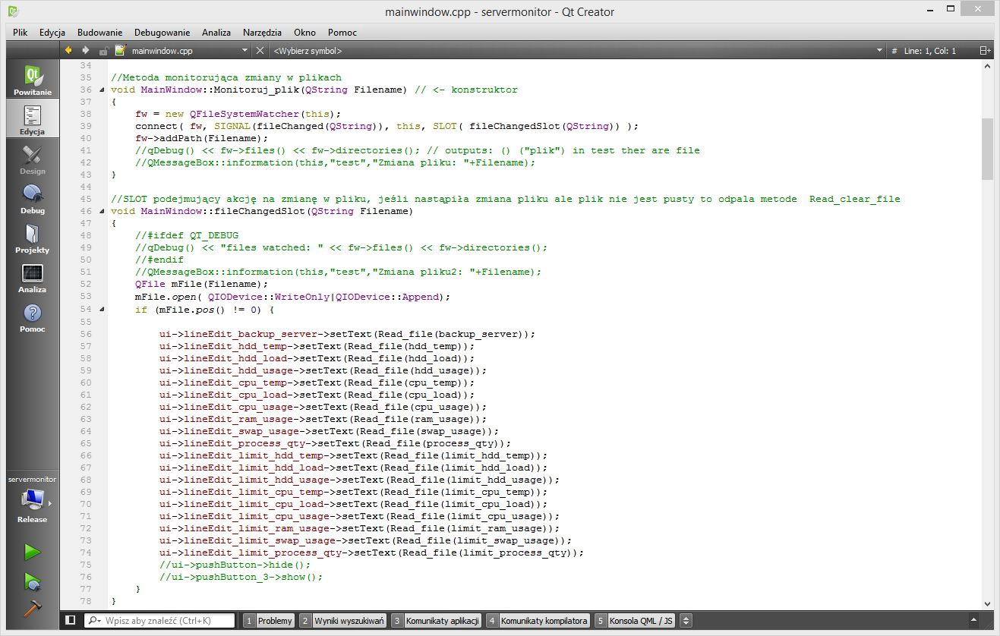 mainwindow.cpp - servermonitor - Qt Creator
Plik Edycja Budowanie Debugowanie Analiza Narzędzia Okno Pomoc
mainwindow.cpp <Wybierz symbol> # Line: 1, Col: 1
Qt
Powitanie
Edycja
Design
Debug
Projekty
Analiza
Pomoc
servermonitor
Release
34
35 //Metoda monitorująca zmiany w plikach
36 void MainWindow::Monitoruj_plik(QString Filename) // <- konstruktor
37 {
38     fw = new QFileSystemWatcher(this);
39     connect( fw, SIGNAL(fileChanged(QString)), this, SLOT( fileChangedSlot(QString)) );
40     fw->addPath(Filename);
41     //qDebug() << fw->files() << fw->directories(); // outputs: () ("plik") in test ther are file
42     //QMessageBox::information(this,"test","Zmiana pliku: "+Filename);
43 }
44
45 //SLOT podejmujący akcję na zmianę w pliku, jeśli nastąpiła zmiana pliku ale plik nie jest pusty to odpala metode  Read_clear_file
46 void MainWindow::fileChangedSlot(QString Filename)
47 {
48     //#ifdef QT_DEBUG
49     //qDebug() << "files watched: " << fw->files() << fw->directories();
50     //#endif
51     //QMessageBox::information(this,"test","Zmiana pliku2: "+Filename);
52     QFile mFile(Filename);
53     mFile.open( QIODevice::WriteOnly|QIODevice::Append);
54     if (mFile.pos() != 0) {
55
56         ui->lineEdit_backup_server->setText(Read_file(backup_server));
57         ui->lineEdit_hdd_temp->setText(Read_file(hdd_temp));
58         ui->lineEdit_hdd_load->setText(Read_file(hdd_load));
59         ui->lineEdit_hdd_usage->setText(Read_file(hdd_usage));
60         ui->lineEdit_cpu_temp->setText(Read_file(cpu_temp));
61         ui->lineEdit_cpu_load->setText(Read_file(cpu_load));
62         ui->lineEdit_cpu_usage->setText(Read_file(cpu_usage));
63         ui->lineEdit_ram_usage->setText(Read_file(ram_usage));
64         ui->lineEdit_swap_usage->setText(Read_file(swap_usage));
65         ui->lineEdit_process_qty->setText(Read_file(process_qty));
66         ui->lineEdit_limit_hdd_temp->setText(Read_file(limit_hdd_temp));
67         ui->lineEdit_limit_hdd_load->setText(Read_file(limit_hdd_load));
68         ui->lineEdit_limit_hdd_usage->setText(Read_file(limit_hdd_usage));
69         ui->lineEdit_limit_cpu_temp->setText(Read_file(limit_cpu_temp));
70         ui->lineEdit_limit_cpu_load->setText(Read_file(limit_cpu_load));
71         ui->lineEdit_limit_cpu_usage->setText(Read_file(limit_cpu_usage));
72         ui->lineEdit_limit_ram_usage->setText(Read_file(limit_ram_usage));
73         ui->lineEdit_limit_swap_usage->setText(Read_file(limit_swap_usage));
74         ui->lineEdit_limit_process_qty->setText(Read_file(limit_process_qty));
75         //ui->pushButton->hide();
76         //ui->pushButton_3->show();
77     }
78 }
Wpisz aby znaleźć (Ctrl+K) 1 Problemy 2 Wyniki wyszukiwań 3 Komunikaty aplikacji 4 Komunikaty kompilatora 5 Konsola QML / JS